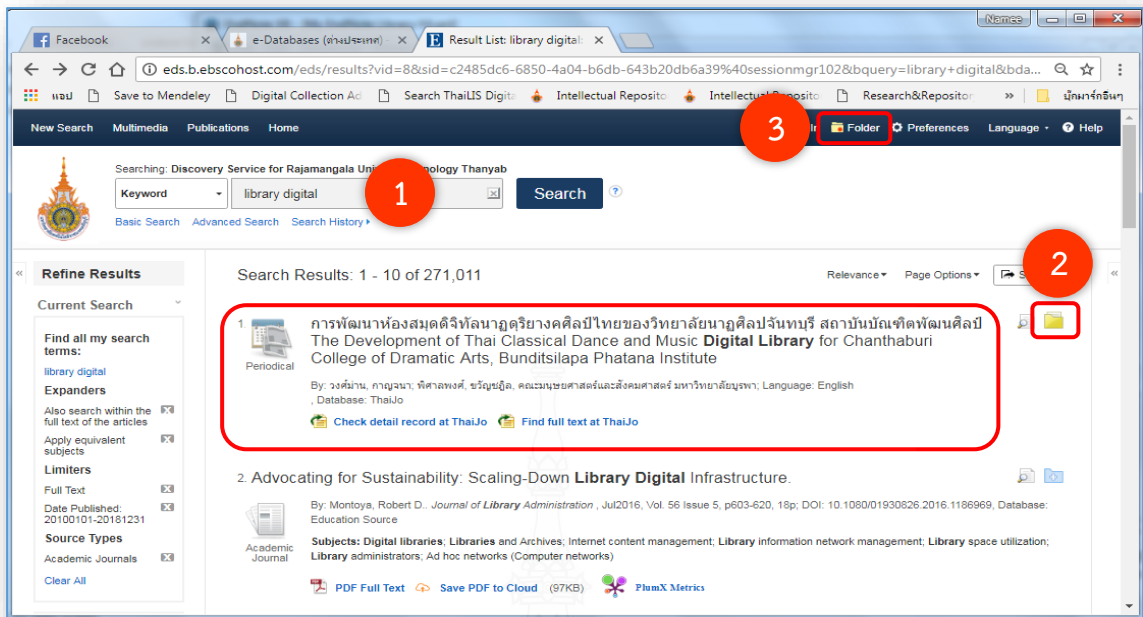 Namee
Facebook
e-Databases (ต่างประเทศ) -
Result List: library digital:
eds.b.ebscohost.com/eds/results?vid=8&sid=c2485dc6-6850-4a04-b6db-643b20db6a39%40sessionmgr102&bquery=library+digital&bda...
แอป Save to Mendeley Digital Collection Ad Search ThaiLIS Digita Intellectual Reposito Intellectual Reposito Research&Repositor » บุ๊กมาร์กอื่นๆ
New Search Multimedia Publications Home 3 Folder Preferences Language Help
Searching: Discovery Service for Rajamangala Uni ology Thanyab
Keyword library digital 1 Search ?
Basic Search Advanced Search Search History
« Refine Results
Current Search
Find all my search terms:
library digital
Expanders
Also search within the full text of the articles
Apply equivalent subjects
Limiters
Full Text
Date Published: 20100101-20181231
Source Types
Academic Journals
Clear All
Search Results: 1 - 10 of 271,011
Relevance Page Options S 2 «
1. การพัฒนาห้องสมุดดิจิทัลนาฏดุริยางคศิลป์ไทยของวิทยาลัยนาฏศิลปจันทบุรี สถาบันบัณฑิตพัฒนศิลป์
The Development of Thai Classical Dance and Music Digital Library for Chanthaburi
College of Dramatic Arts, Bunditsilapa Phatana Institute
Periodical
By: วงศ์ม่าน, กาญจนา; พิศาลพงศ์, ขวัญชฎิล, คณะมนุษยศาสตร์และสังคมศาสตร์ มหาวิทยาลัยบูรพา; Language: English
, Database: ThaiJo
Check detail record at ThaiJo Find full text at ThaiJo
2. Advocating for Sustainability: Scaling-Down Library Digital Infrastructure.
By: Montoya, Robert D.. Journal of Library Administration , Jul2016, Vol. 56 Issue 5, p603-620, 18p; DOI: 10.1080/01930826.2016.1186969, Database:
Education Source
Academic Journal
Subjects: Digital libraries; Libraries and Archives; Internet content management; Library information network management; Library space utilization;
Library administrators; Ad hoc networks (Computer networks)
PDF Full Text Save PDF to Cloud (97KB) PlumX Metrics